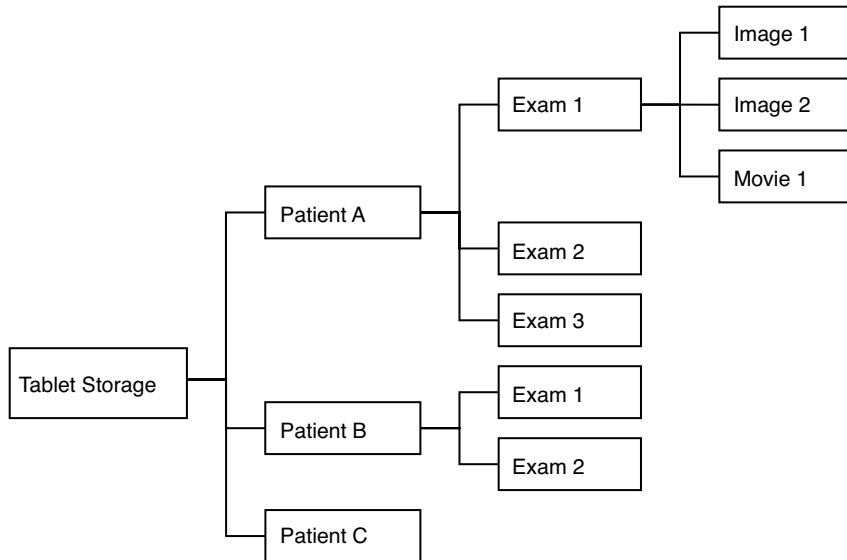 Tablet Storage
Patient A
Exam 1
Image 1
Image 2
Movie 1
Exam 2
Exam 3
Patient B
Exam 1
Exam 2
Patient C